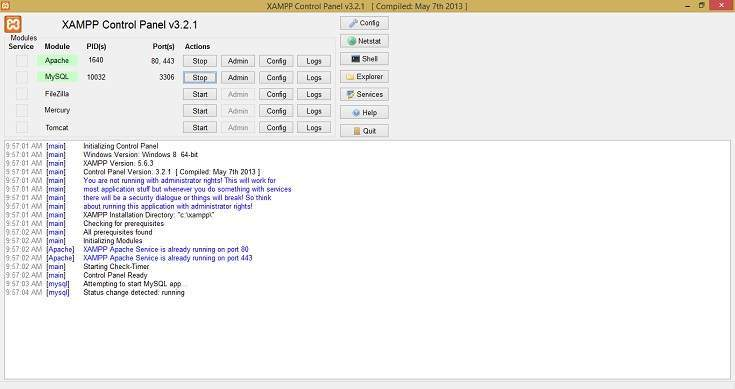 XAMPP Control Panel v3.2.1 [ Compiled: May 7th 2013 ]
XAMPP Control Panel v3.2.1
Config
Modules
Service Module PID(s) Port(s) Actions
Netstat
Apache 1640 80, 443 Stop Admin Config Logs
Shell
MySQL 10032 3306 Stop Admin Config Logs
Explorer
FileZilla Start Admin Config Logs
Services
Mercury Start Admin Config Logs
Help
Tomcat Start Admin Config Logs
Quit
9:57:01 AM [main] Initializing Control Panel
9:57:01 AM [main] Windows Version: Windows 8 64-bit
9:57:01 AM [main] XAMPP Version: 5.6.3
9:57:01 AM [main] Control Panel Version: 3.2.1 [ Compiled: May 7th 2013 ]
9:57:01 AM [main] You are not running with administrator rights! This will work for
9:57:01 AM [main] most application stuff but whenever you do something with services
9:57:01 AM [main] there will be a security dialogue or things will break! So think
9:57:01 AM [main] about running this application with administrator rights!
9:57:01 AM [main] XAMPP Installation Directory: "c:\xampp\"
9:57:01 AM [main] Checking for prerequisites
9:57:02 AM [main] All prerequisites found
9:57:02 AM [main] Initializing Modules
9:57:02 AM [Apache] XAMPP Apache Service is already running on port 80
9:57:02 AM [Apache] XAMPP Apache Service is already running on port 443
9:57:02 AM [main] Starting Check-Timer
9:57:02 AM [main] Control Panel Ready
9:57:03 AM [mysql] Attempting to start MySQL app...
9:57:04 AM [mysql] Status change detected: running